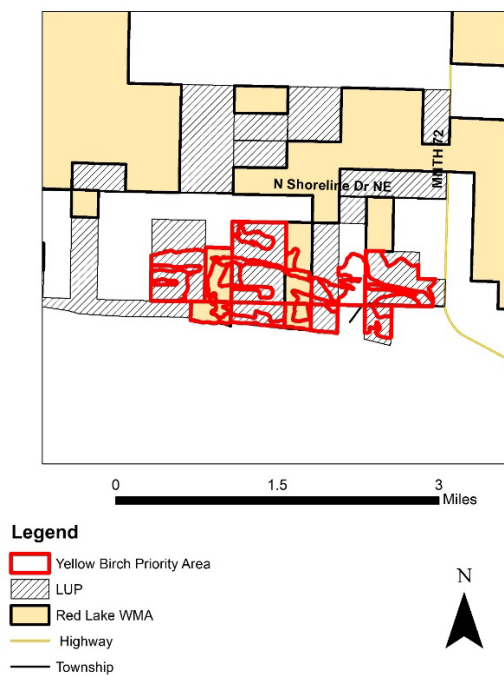 N Shoreline Dr NE
MNTH 72
0 1.5 3
Miles
Legend
Yellow Birch Priority Area
LUP
Red Lake WMA
Highway
Township
N